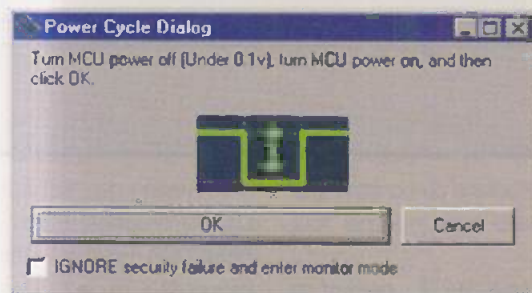 Power Cycle Dialog
Turn MCU power off (Under 0.1v), turn MCU power on, and then
click OK.
OK
Cancel
IGNORE security failure and enter monitor mode